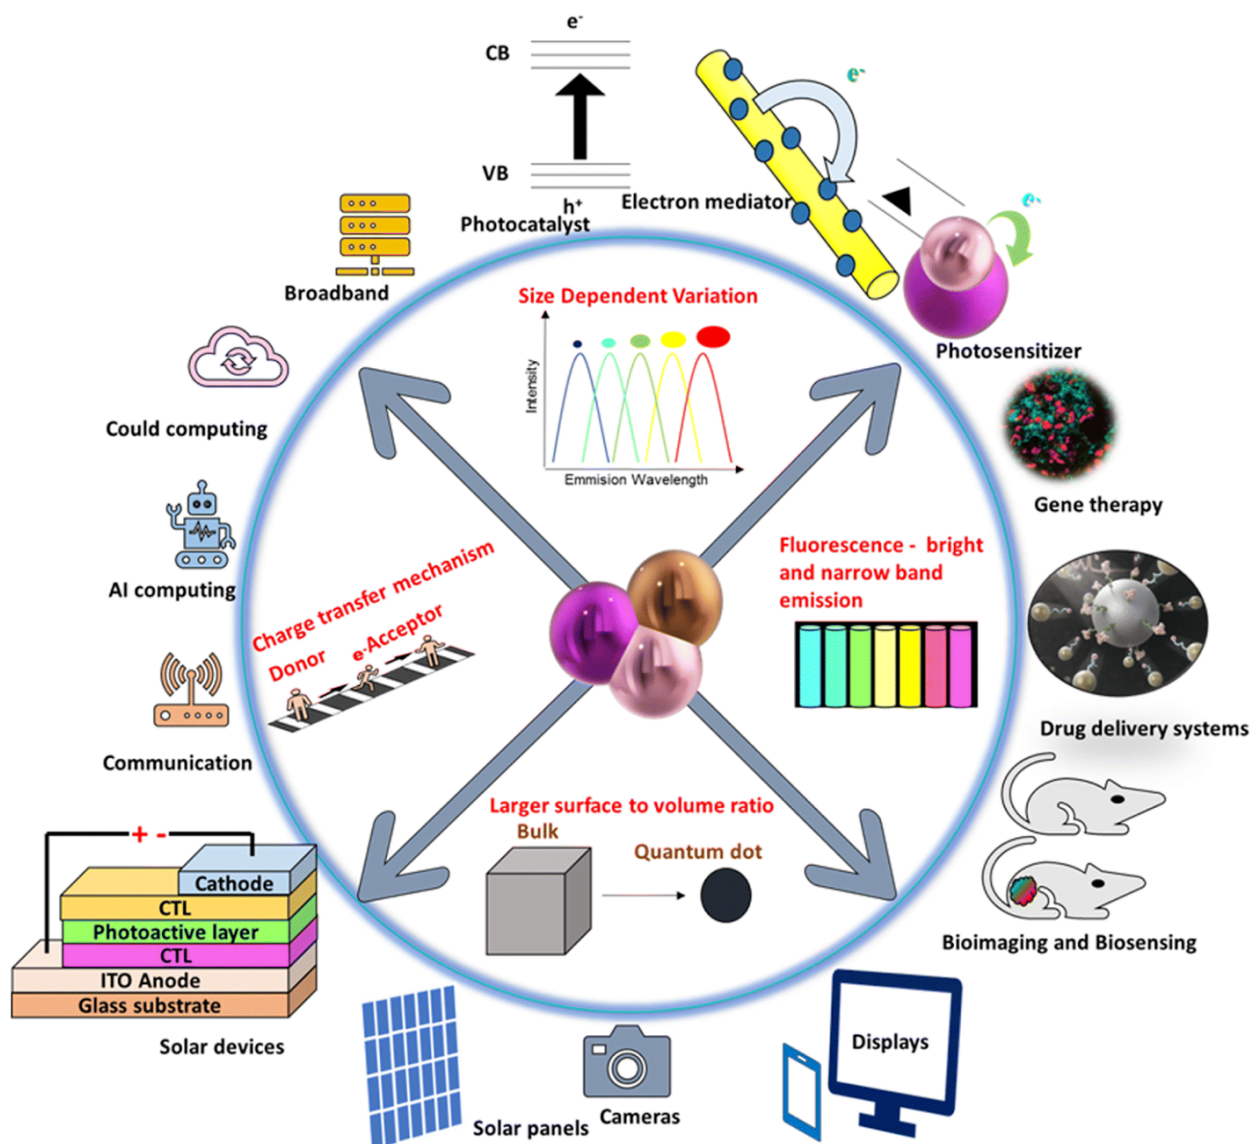 e-
CB
VB
h+
Photocatalyst
Electron mediator
e-
e-
Photosensitizer
Broadband
Could computing
AI computing
Communication
Size Dependent Variation
Intensity
Emmision Wavelength
Gene therapy
Fluorescence - bright
and narrow band
emission
Charge transfer mechanism
Donor
e-
Acceptor
Drug delivery systems
Larger surface to volume ratio
Bulk
Quantum dot
Bioimaging and Biosensing
+ -
Cathode
CTL
Photoactive layer
CTL
ITO Anode
Glass substrate
Solar devices
Solar panels
Cameras
Displays